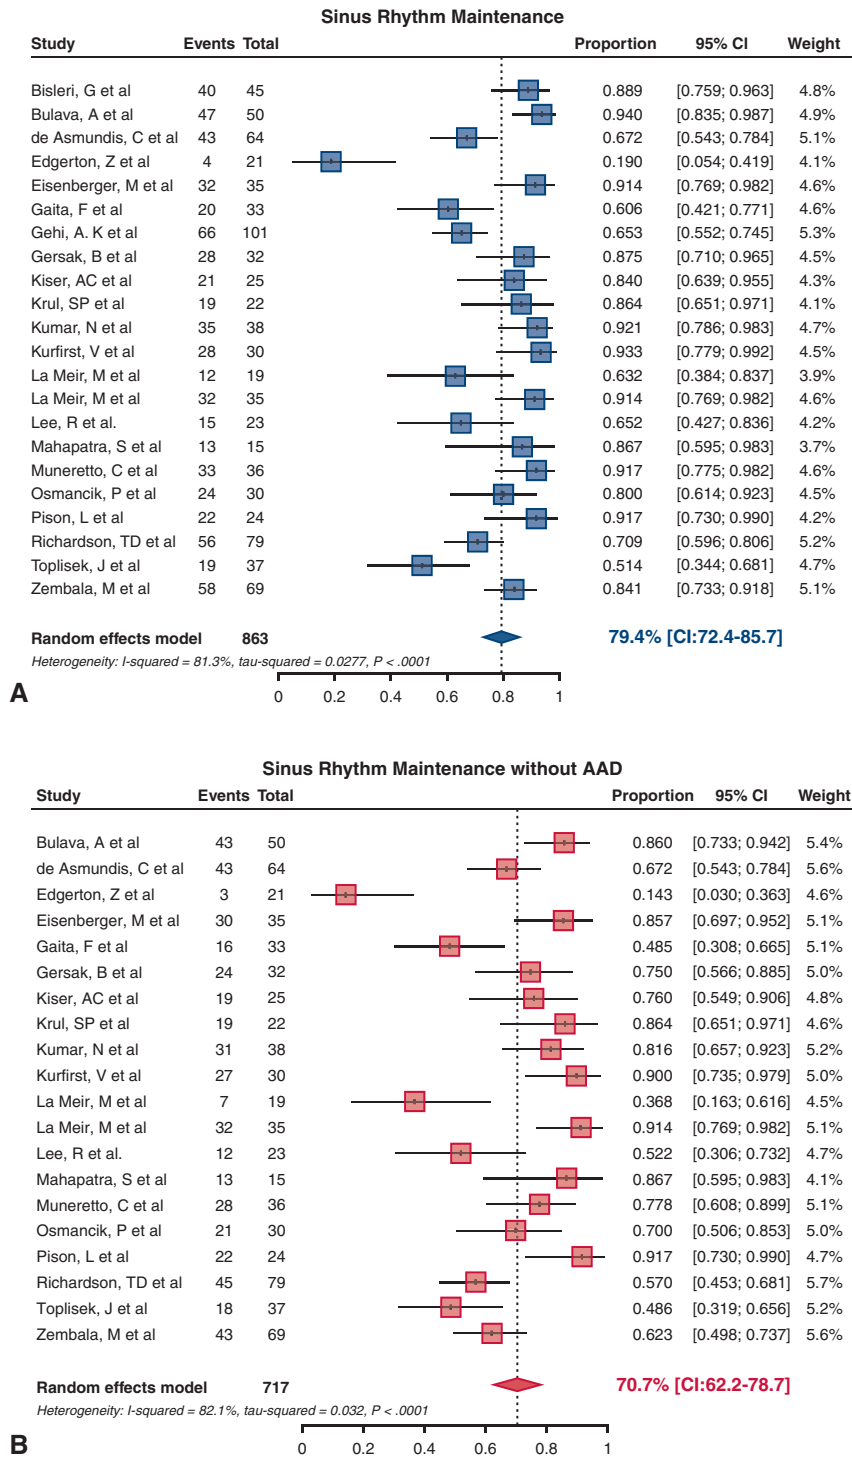 Sinus Rhythm Maintenance
Study Events Total Proportion 95% CI Weight
Bisleri, G et al 40 45 0.889 [0.759; 0.963] 4.8%
Bulava, A et al 47 50 0.940 [0.835; 0.987] 4.9%
de Asmundis, C et al 43 64 0.672 [0.543; 0.784] 5.1%
Edgerton, Z et al 4 21 0.190 [0.054; 0.419] 4.1%
Eisenberger, M et al 32 35 0.914 [0.769; 0.982] 4.6%
Gaita, F et al 20 33 0.606 [0.421; 0.771] 4.6%
Gehi, A. K et al 66 101 0.653 [0.552; 0.745] 5.3%
Gersak, B et al 28 32 0.875 [0.710; 0.965] 4.5%
Kiser, AC et al 21 25 0.840 [0.639; 0.955] 4.3%
Krul, SP et al 19 22 0.864 [0.651; 0.971] 4.1%
Kumar, N et al 35 38 0.921 [0.786; 0.983] 4.7%
Kurfirst, V et al 28 30 0.933 [0.779; 0.992] 4.5%
La Meir, M et al 12 19 0.632 [0.384; 0.837] 3.9%
La Meir, M et al 32 35 0.914 [0.769; 0.982] 4.6%
Lee, R et al. 15 23 0.652 [0.427; 0.836] 4.2%
Mahapatra, S et al 13 15 0.867 [0.595; 0.983] 3.7%
Muneretto, C et al 33 36 0.917 [0.775; 0.982] 4.6%
Osmancik, P et al 24 30 0.800 [0.614; 0.923] 4.5%
Pison, L et al 22 24 0.917 [0.730; 0.990] 4.2%
Richardson, TD et al 56 79 0.709 [0.596; 0.806] 5.2%
Toplisek, J et al 19 37 0.514 [0.344; 0.681] 4.7%
Zembala, M et al 58 69 0.841 [0.733; 0.918] 5.1%
Random effects model 863 79.4% [CI:72.4-85.7]
Heterogeneity: I-squared = 81.3%, tau-squared = 0.0277, P < .0001
A
0 0.2 0.4 0.6 0.8 1
Sinus Rhythm Maintenance without AAD
Study Events Total Proportion 95% CI Weight
Bulava, A et al 43 50 0.860 [0.733; 0.942] 5.4%
de Asmundis, C et al 43 64 0.672 [0.543; 0.784] 5.6%
Edgerton, Z et al 3 21 0.143 [0.030; 0.363] 4.6%
Eisenberger, M et al 30 35 0.857 [0.697; 0.952] 5.1%
Gaita, F et al 16 33 0.485 [0.308; 0.665] 5.1%
Gersak, B et al 24 32 0.750 [0.566; 0.885] 5.0%
Kiser, AC et al 19 25 0.760 [0.549; 0.906] 4.8%
Krul, SP et al 19 22 0.864 [0.651; 0.971] 4.6%
Kumar, N et al 31 38 0.816 [0.657; 0.923] 5.2%
Kurfirst, V et al 27 30 0.900 [0.735; 0.979] 5.0%
La Meir, M et al 7 19 0.368 [0.163; 0.616] 4.5%
La Meir, M et al 32 35 0.914 [0.769; 0.982] 5.1%
Lee, R et al. 12 23 0.522 [0.306; 0.732] 4.7%
Mahapatra, S et al 13 15 0.867 [0.595; 0.983] 4.1%
Muneretto, C et al 28 36 0.778 [0.608; 0.899] 5.1%
Osmancik, P et al 21 30 0.700 [0.506; 0.853] 5.0%
Pison, L et al 22 24 0.917 [0.730; 0.990] 4.7%
Richardson, TD et al 45 79 0.570 [0.453; 0.681] 5.7%
Toplisek, J et al 18 37 0.486 [0.319; 0.656] 5.2%
Zembala, M et al 43 69 0.623 [0.498; 0.737] 5.6%
Random effects model 717 70.7% [CI:62.2-78.7]
Heterogeneity: I-squared = 82.1%, tau-squared = 0.032, P < .0001
B
0 0.2 0.4 0.6 0.8 1